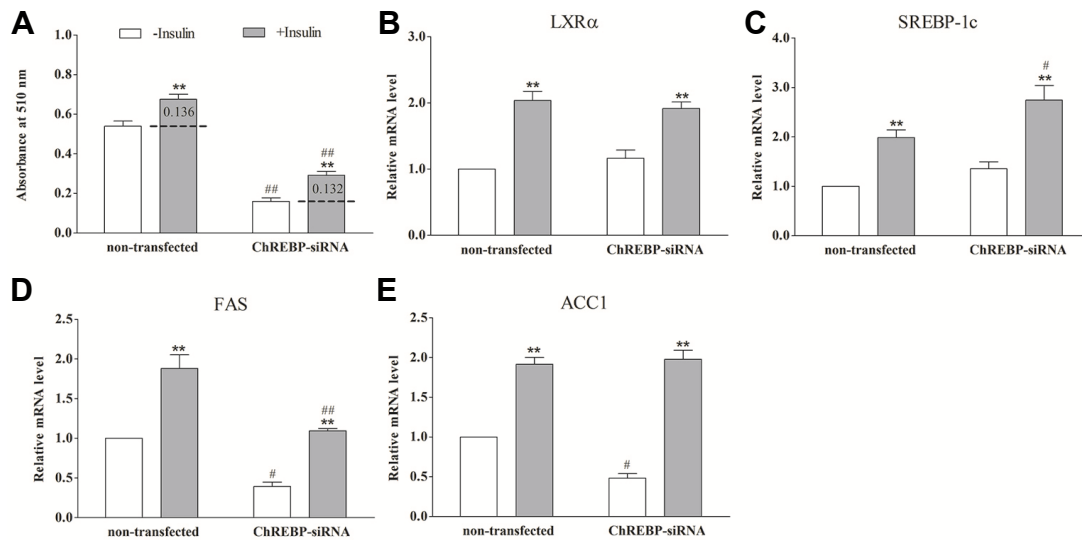 A
-Insulin
+Insulin
Absorbance at 510 nm
1.0
0.8
0.6
0.4
0.2
0.0
**
0.136
##
##
**
0.132
non-transfected
ChREBP-siRNA
B
LXRα
Relative mRNA level
3.0
2.0
1.0
0.0
**
**
non-transfected
ChREBP-siRNA
C
SREBP-1c
Relative mRNA level
4.0
3.0
2.0
1.0
0.0
**
#
**
non-transfected
ChREBP-siRNA
D
FAS
Relative mRNA level
2.5
2.0
1.5
1.0
0.5
0.0
**
#
##
**
non-transfected
ChREBP-siRNA
E
ACC1
Relative mRNA level
2.5
2.0
1.5
1.0
0.5
0.0
**
#
**
non-transfected
ChREBP-siRNA